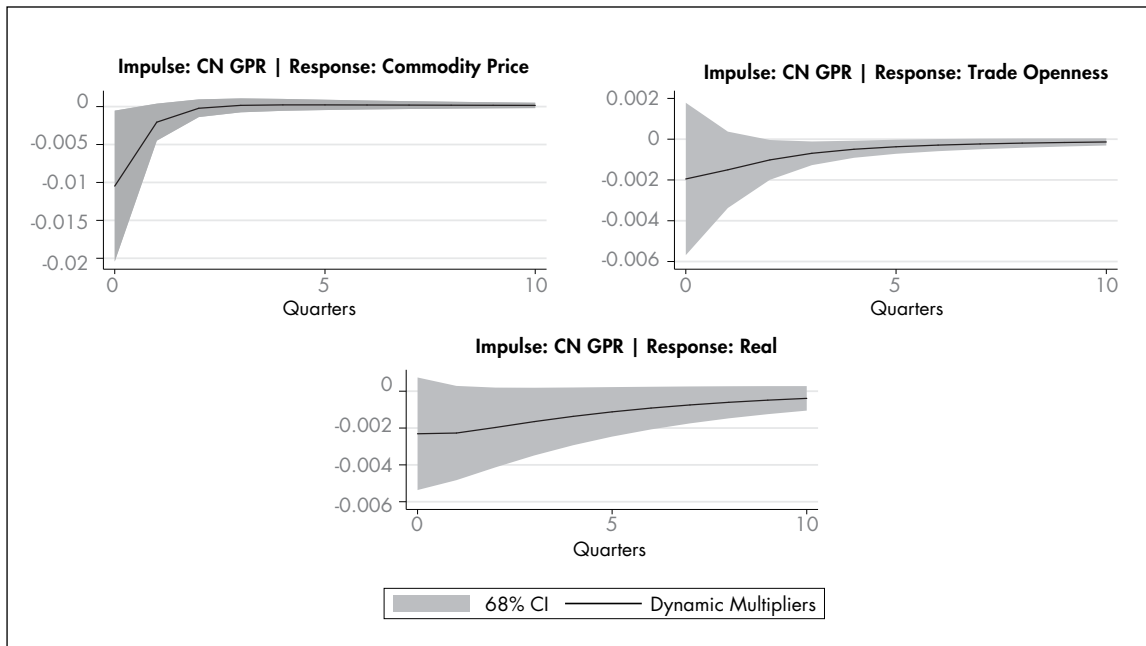 Impulse: CN GPR | Response: Commodity Price
0
-0.005
-0.01
-0.015
-0.02
0 5 10
Quarters
Impulse: CN GPR | Response: Trade Openness
0.002
0
-0.002
-0.004
-0.006
0 5 10
Quarters
Impulse: CN GPR | Response: Real
0
-0.002
-0.004
-0.006
0 5 10
Quarters
68% CI Dynamic Multipliers